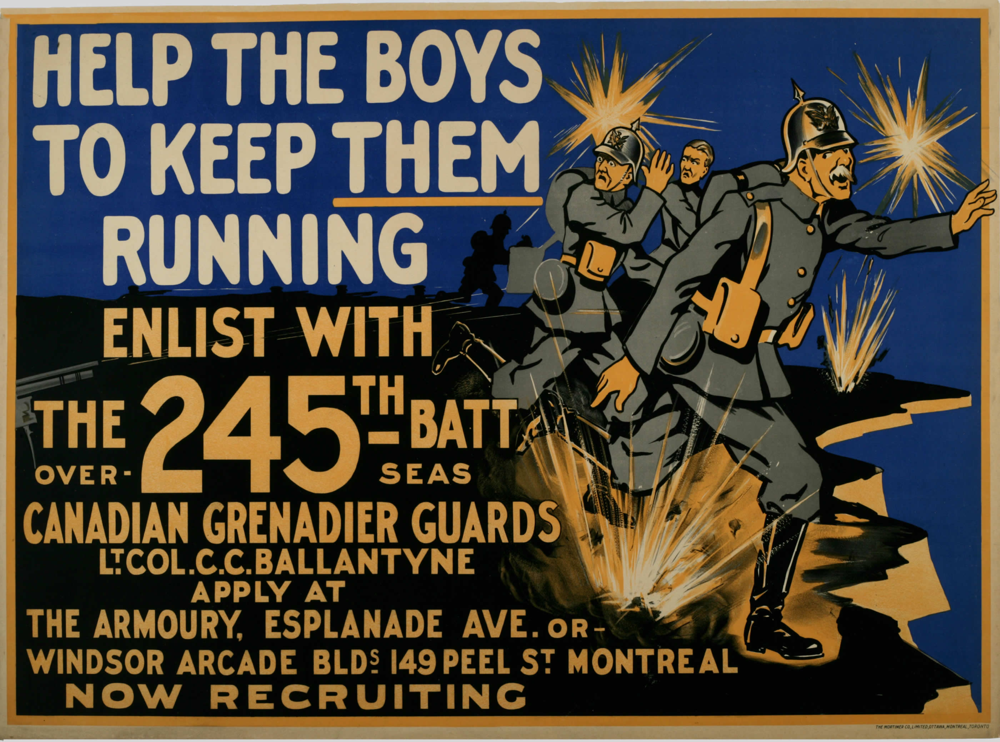 HELP THE BOYS
TO KEEP THEM
RUNNING
ENLIST WITH
THE 245TH BATT
OVER- SEAS
CANADIAN GRENADIER GUARDS
LT. COL. C.C. BALLANTYNE
APPLY AT
THE ARMOURY, ESPLANADE AVE. OR-
WINDSOR ARCADE BLDS. 149 PEEL ST. MONTREAL
NOW RECRUITING
THE MORTIMER CO., LIMITED, OTTAWA, MONTREAL, TORONTO